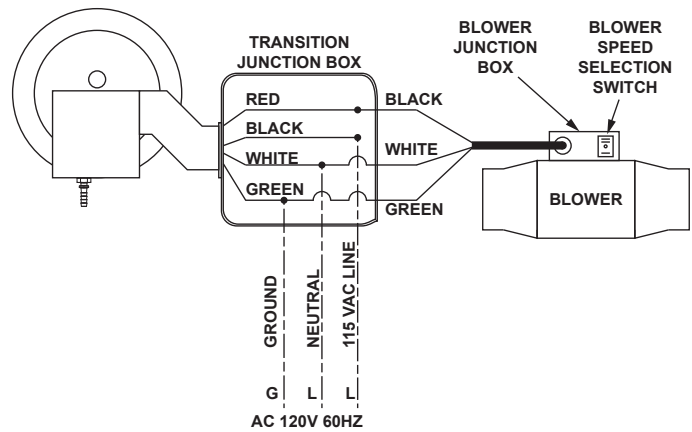 TRANSITION
JUNCTION BOX
BLOWER
JUNCTION
BOX
BLOWER
SPEED
SELECTION
SWITCH
RED
BLACK
BLACK
WHITE
WHITE
GREEN
GREEN
BLOWER
GROUND
NEUTRAL
115 VAC LINE
G
L
L
AC 120V 60HZ